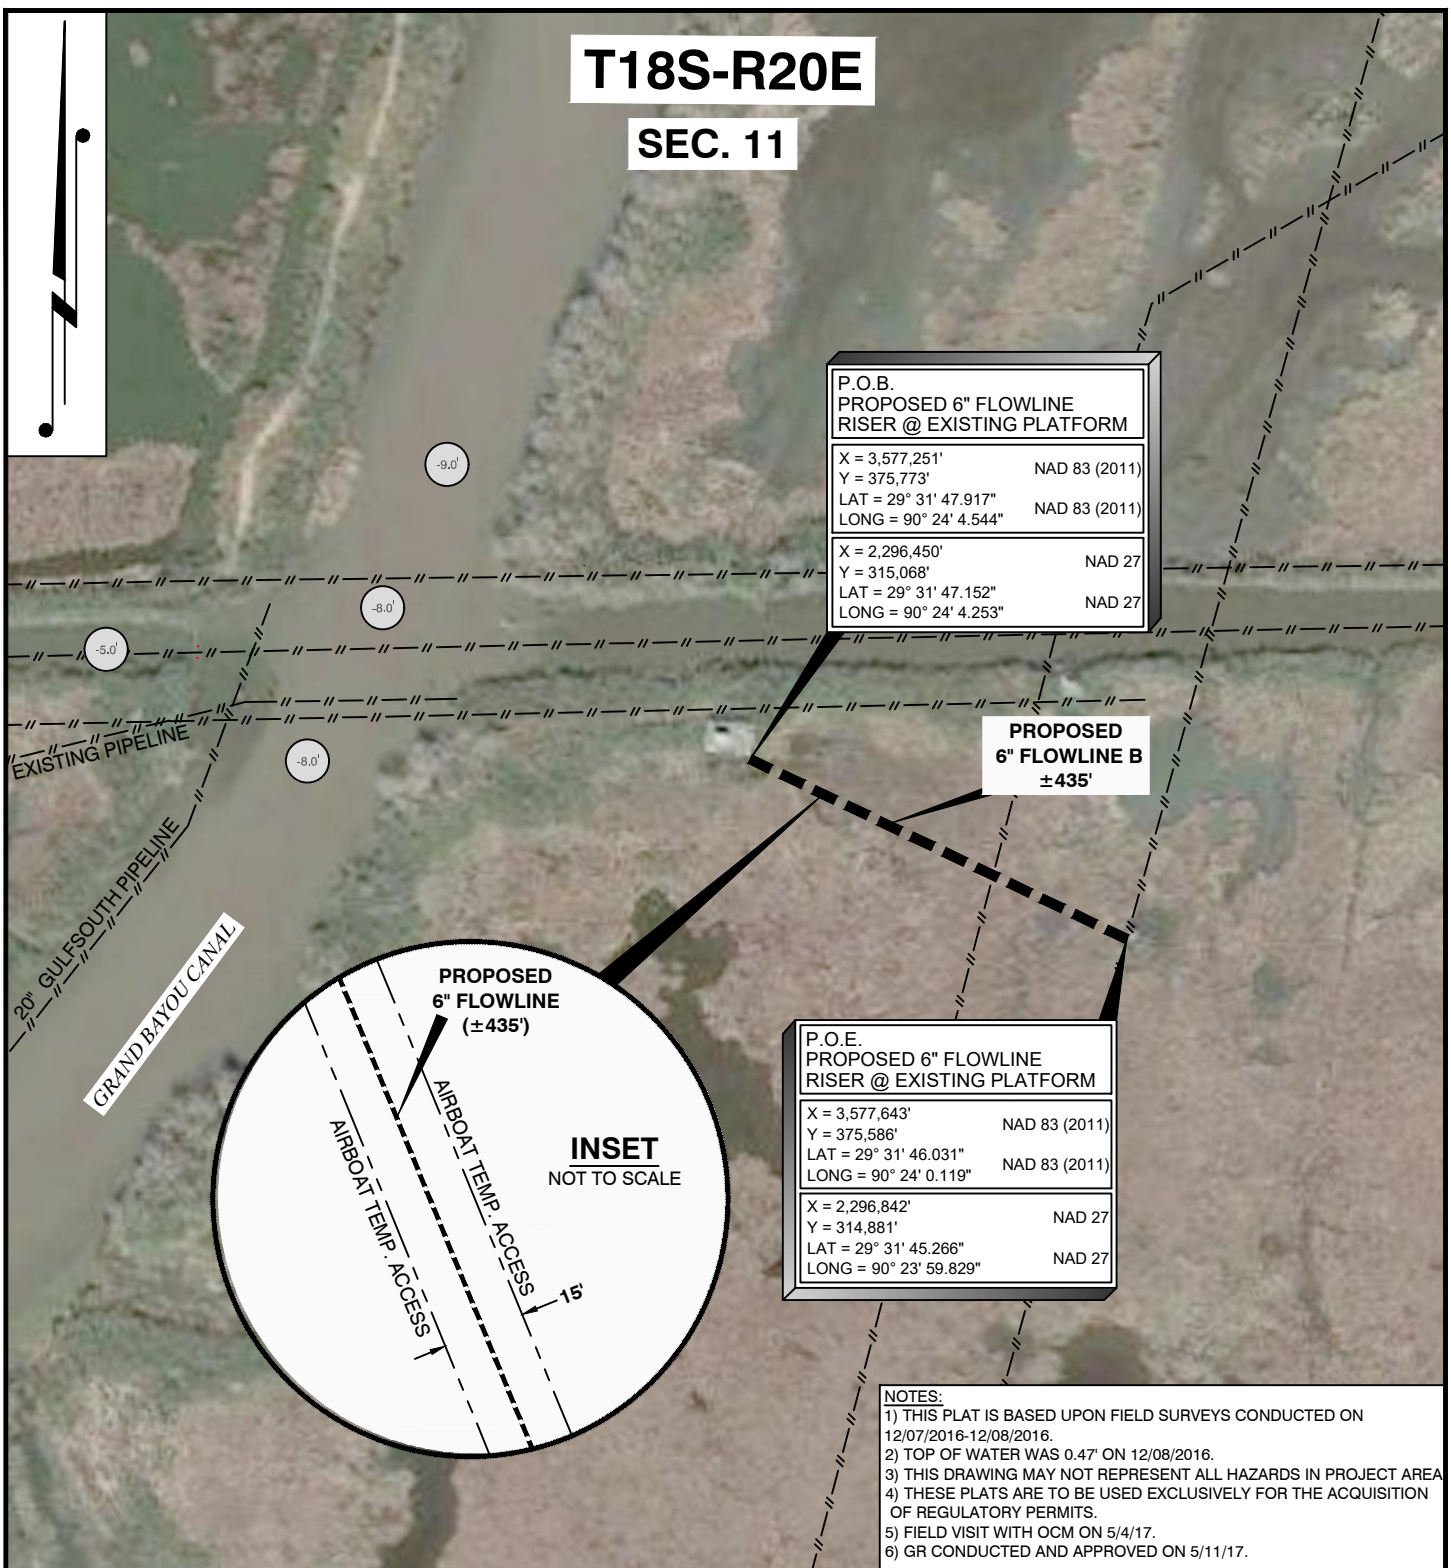 T18S-R20E
SEC. 11
P.O.B.
PROPOSED 6" FLOWLINE
RISER @ EXISTING PLATFORM
X = 3,577,251'
Y = 375,773'
NAD 83 (2011)
LAT = 29° 31' 47.917"
LONG = 90° 24' 4.544"
NAD 83 (2011)
X = 2,296,450'
Y = 315,068'
NAD 27
LAT = 29° 31' 47.152"
LONG = 90° 24' 4.253"
NAD 27
-9.0'
-8.0'
-5.0'
-8.0'
EXISTING PIPELINE
20" GULFSOUTH PIPELINE
GRAND BAYOU CANAL
PROPOSED
6" FLOWLINE B
±435'
PROPOSED
6" FLOWLINE
(±435')
AIRBOAT TEMP. ACCESS
AIRBOAT TEMP. ACCESS
15'
INSET
NOT TO SCALE
P.O.E.
PROPOSED 6" FLOWLINE
RISER @ EXISTING PLATFORM
X = 3,577,643'
Y = 375,586'
NAD 83 (2011)
LAT = 29° 31' 46.031"
LONG = 90° 24' 0.119"
NAD 83 (2011)
X = 2,296,842'
Y = 314,881'
NAD 27
LAT = 29° 31' 45.266"
LONG = 90° 23' 59.829"
NAD 27
NOTES:
1) THIS PLAT IS BASED UPON FIELD SURVEYS CONDUCTED ON
12/07/2016-12/08/2016.
2) TOP OF WATER WAS 0.47' ON 12/08/2016.
3) THIS DRAWING MAY NOT REPRESENT ALL HAZARDS IN PROJECT AREA
4) THESE PLATS ARE TO BE USED EXCLUSIVELY FOR THE ACQUISITION
OF REGULATORY PERMITS.
5) FIELD VISIT WITH OCM ON 5/4/17.
6) GR CONDUCTED AND APPROVED ON 5/11/17.